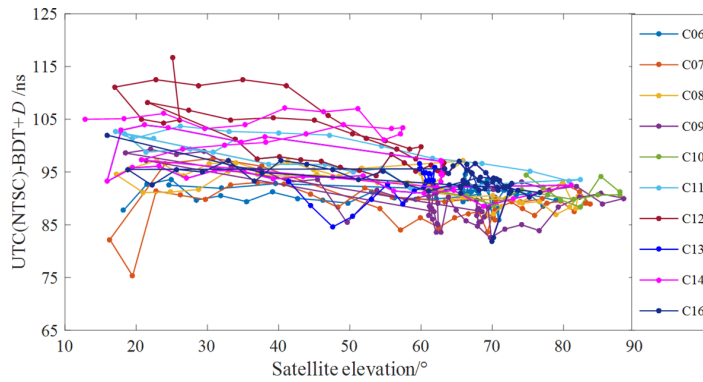 125
115
105
95
85
75
65
UTC(NTSC)-BDT+D /ns
10 20 30 40 50 60 70 80 90
Satellite elevation/°
C06
C07
C08
C09
C10
C11
C12
C13
C14
C16